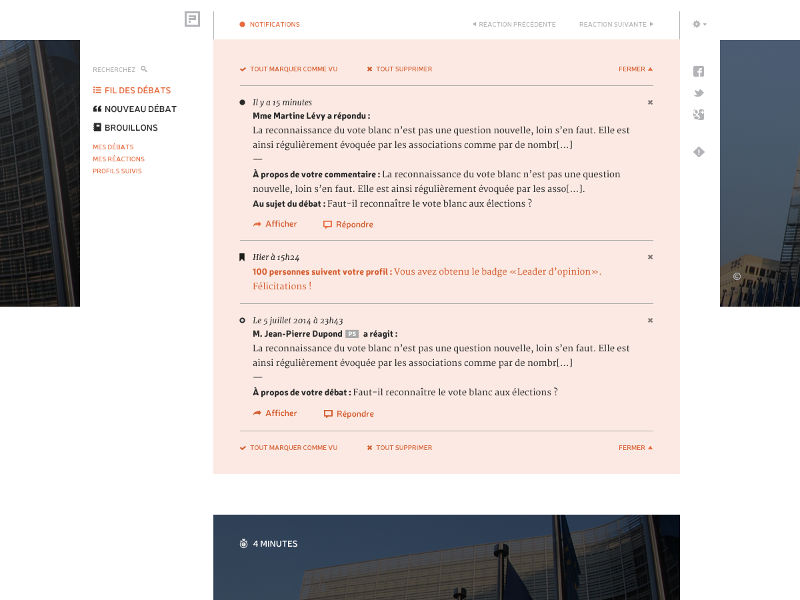 NOTIFICATIONS
RÉACTION PRÉCÉDENTE
RÉACTION SUIVANTE
RECHERCHEZ
FIL DES DÉBATS
NOUVEAU DÉBAT
BROUILLONS
MES DÉBATS
MES RÉACTIONS
PROFILS SUIVIS
TOUT MARQUER COMME VU
TOUT SUPPRIMER
FERMER
Il y a 15 minutes
Mme Martine Lévy a répondu :
La reconnaissance du vote blanc n'est pas une question nouvelle, loin s'en faut. Elle est
ainsi régulièrement évoquée par les associations comme par de nombr[...]
—
À propos de votre commentaire : La reconnaissance du vote blanc n'est pas une question
nouvelle, loin s'en faut. Elle est ainsi régulièrement évoquée par les asso[...].
Au sujet du débat : Faut-il reconnaître le vote blanc aux élections ?
Afficher
Répondre
Hier à 15h24
100 personnes suivent votre profil : Vous avez obtenu le badge «Leader d'opinion».
Félicitations !
Le 5 juillet 2014 à 23h43
M. Jean-Pierre Dupond PS a réagit :
La reconnaissance du vote blanc n'est pas une question nouvelle, loin s'en faut. Elle est
ainsi régulièrement évoquée par les associations comme par de nombr[...]
—
À propos de votre débat : Faut-il reconnaître le vote blanc aux élections ?
Afficher
Répondre
TOUT MARQUER COMME VU
TOUT SUPPRIMER
FERMER
©
4 MINUTES